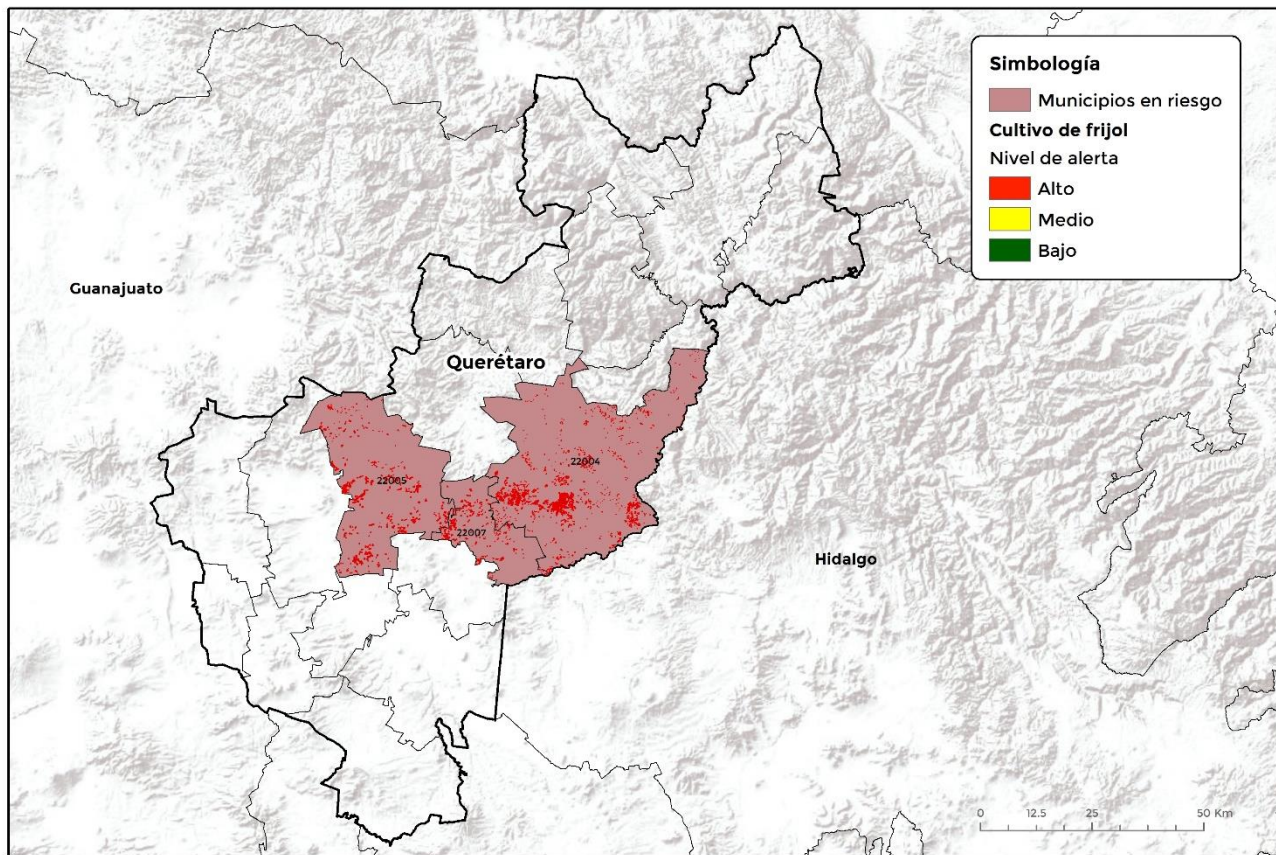 Simbología
Municipios en riesgo
Cultivo de frijol
Nivel de alerta
Alto
Medio
Bajo
Guanajuato
Querétaro
22004
22005
22007
Hidalgo
0 12.5 25 50 Km